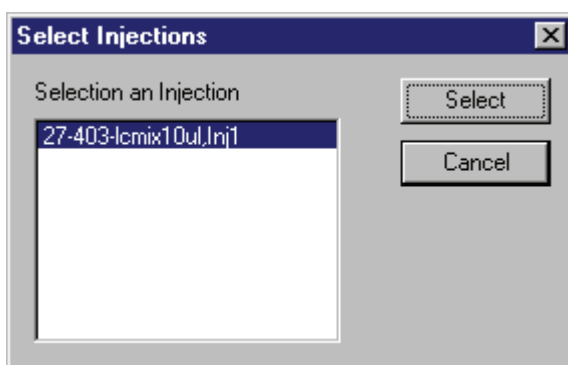 Select Injections
Selection an Injection
27-403-lcmix10ul,Inj1
Select
Cancel